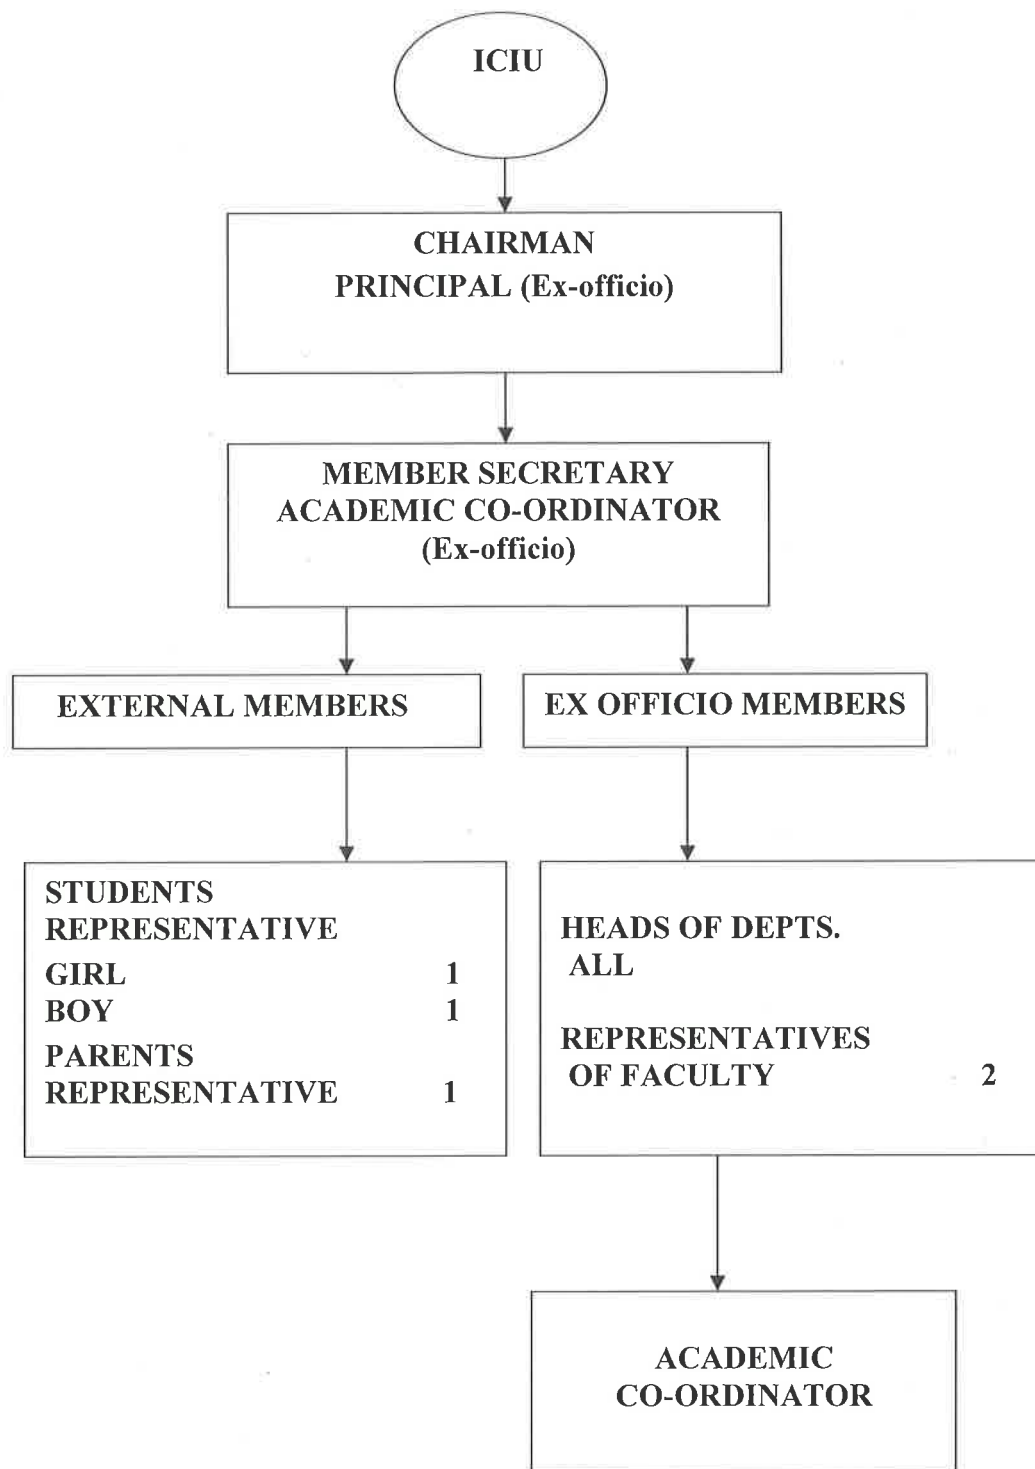 ICIU
CHAIRMAN
PRINCIPAL (Ex-officio)
MEMBER SECRETARY
ACADEMIC CO-ORDINATOR
(Ex-officio)
EXTERNAL MEMBERS
EX OFFICIO MEMBERS
STUDENTS
REPRESENTATIVE
GIRL 1
BOY 1
PARENTS
REPRESENTATIVE 1
HEADS OF DEPTS.
ALL
REPRESENTATIVES
OF FACULTY 2
ACADEMIC
CO-ORDINATOR